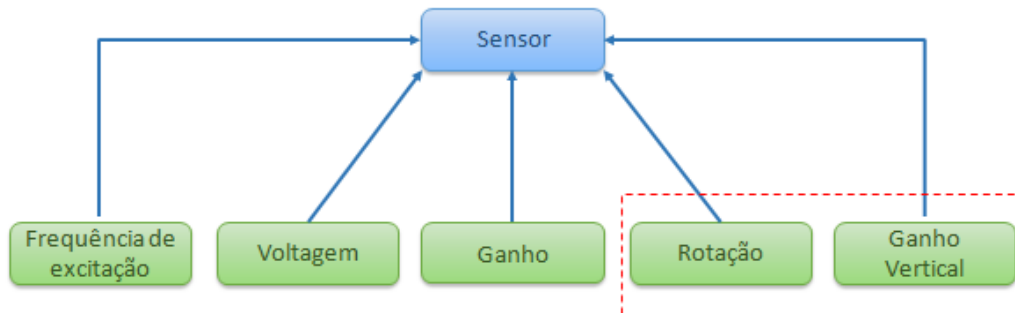 Sensor
Frequência de
excitação
Voltagem
Ganho
Rotação
Ganho
Vertical